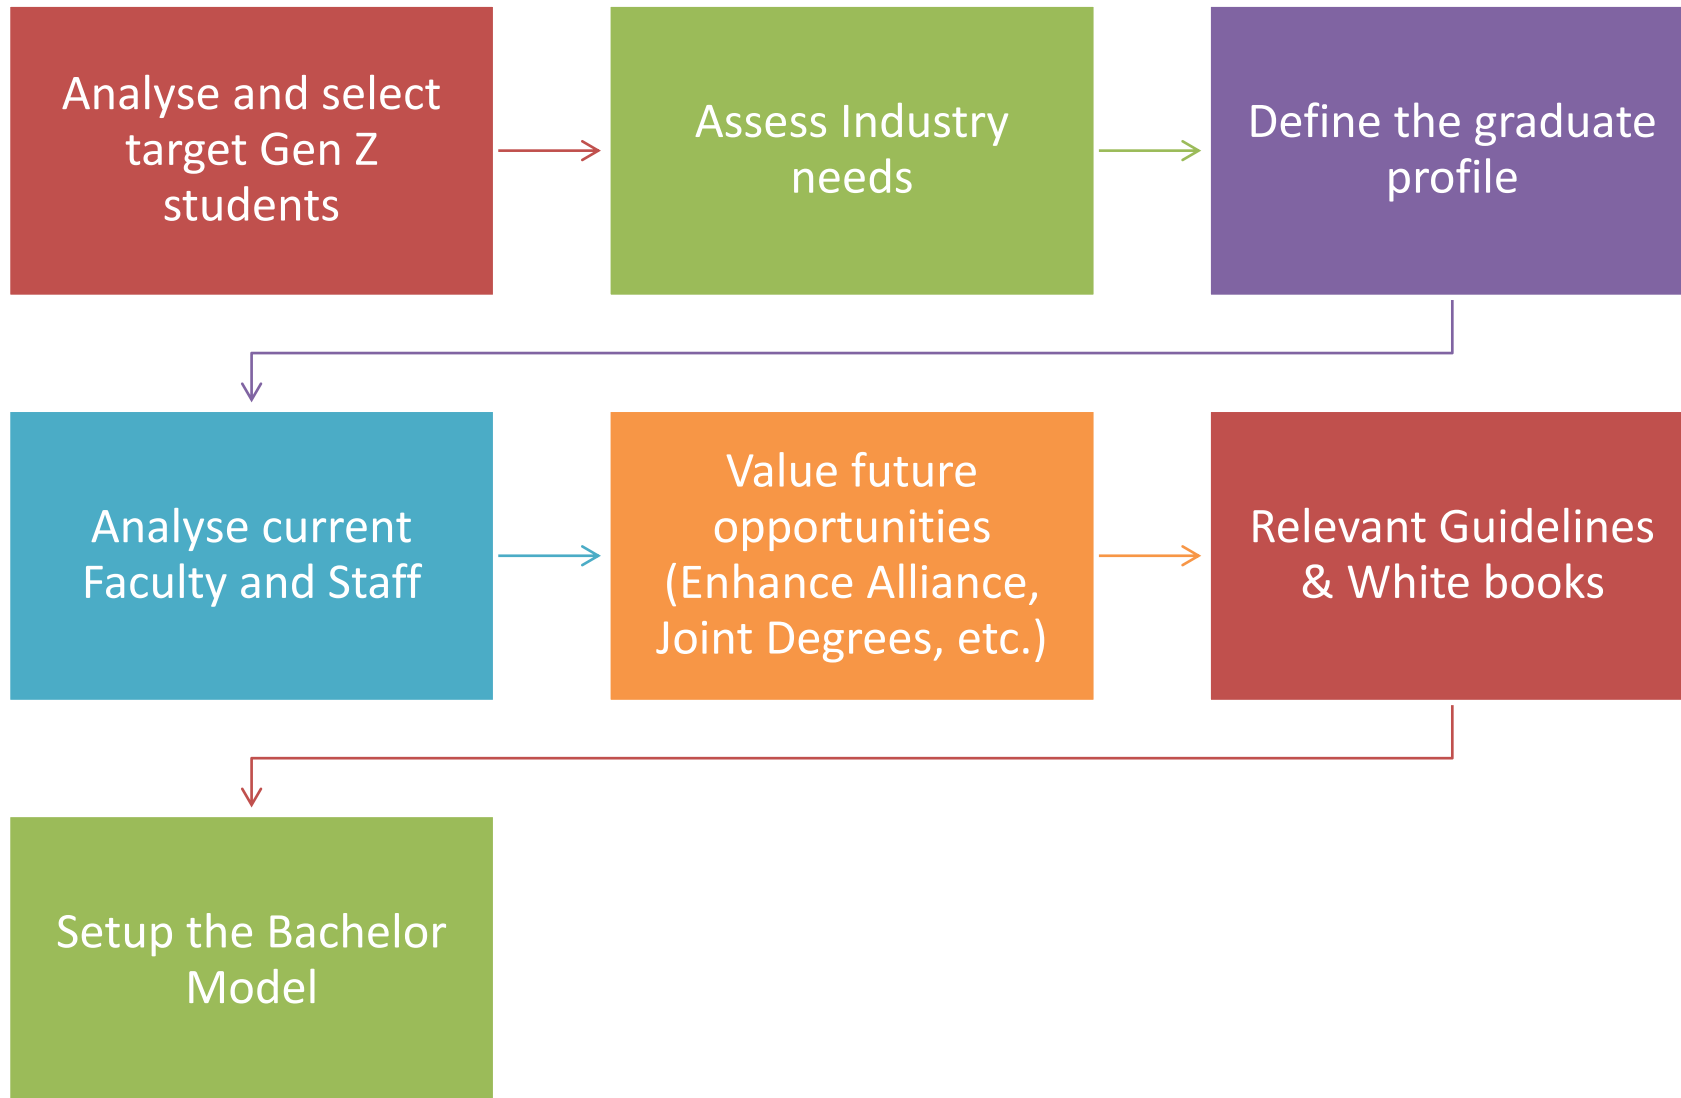 Analyse and select
target Gen Z
students
Assess Industry
needs
Define the graduate
profile
Analyse current
Faculty and Staff
Value future
opportunities
(Enhance Alliance,
Joint Degrees, etc.)
Relevant Guidelines
& White books
Setup the Bachelor
Model